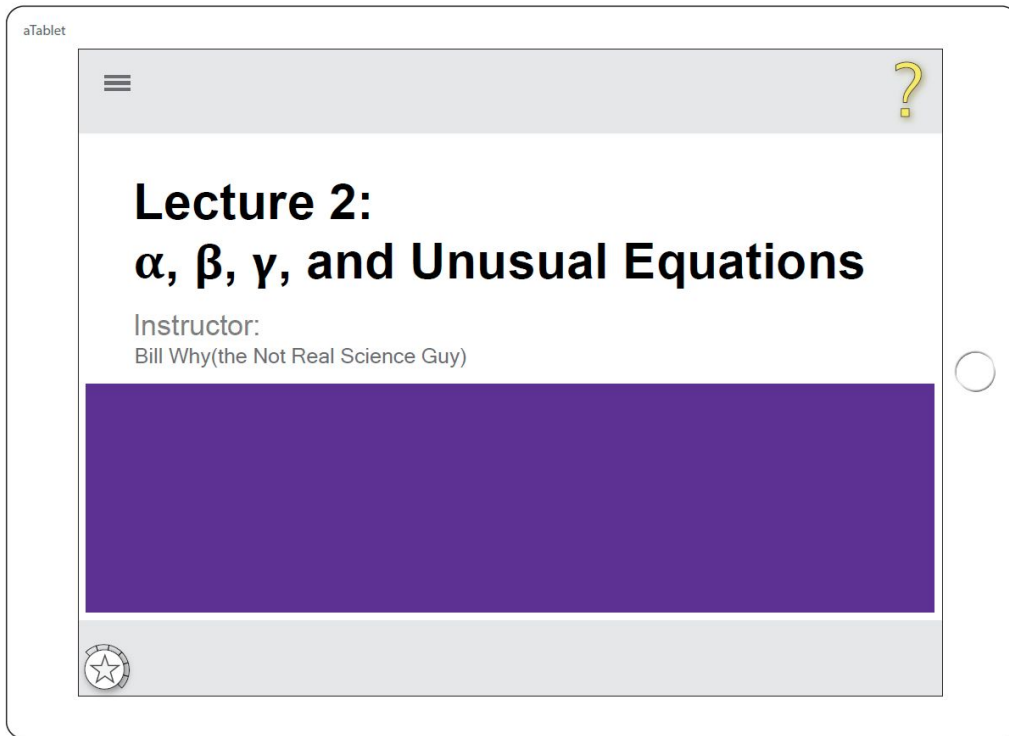 aTablet
?
Lecture 2:
α, β, γ, and Unusual Equations
Instructor:
Bill Why(the Not Real Science Guy)